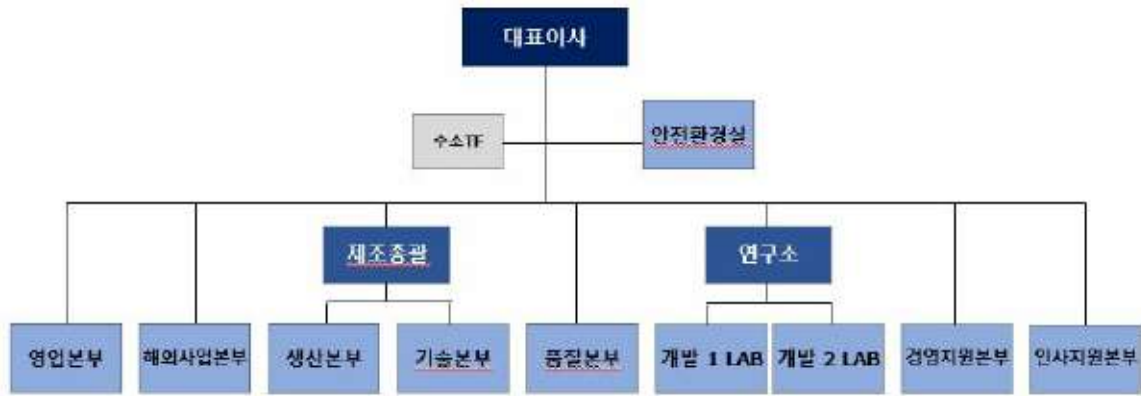 대표이사
수소TF
안전환경실
제조총괄
연구소
영업본부
해외사업본부
생산본부
기술본부
품질본부
개발 1 LAB
개발 2 LAB
경영지원본부
인사지원본부